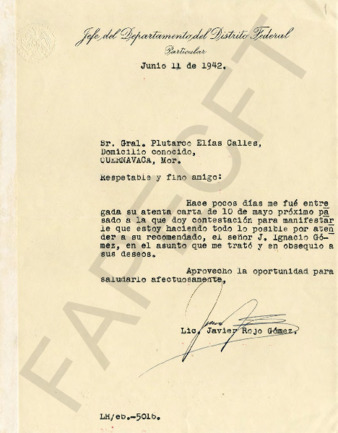 Jefe del Departamento del Distrito Federal
Particular
Junio 11 de 1942.
Sr. Gral. Plutarco Elías Calles,
Domicilio conocido,
CUERNAVACA, Mor.
Respetable y fino amigo:
Hace pocos días me fué entre
gada su atenta carta de 10 de mayo próximo pa
sado a la que doy contestación para manifestar
le que estoy haciendo todo lo posible por aten
der a su recomendado, el señor J. Ignacio Gó-
mez, en el asunto que me trató y en obsequio a
sus deseos.
Aprovecho la oportunidad para
saludarlo afectuosamente.
Lic. Javier Rojo Gómez.
LH/eb.-501b.
FAPECFT